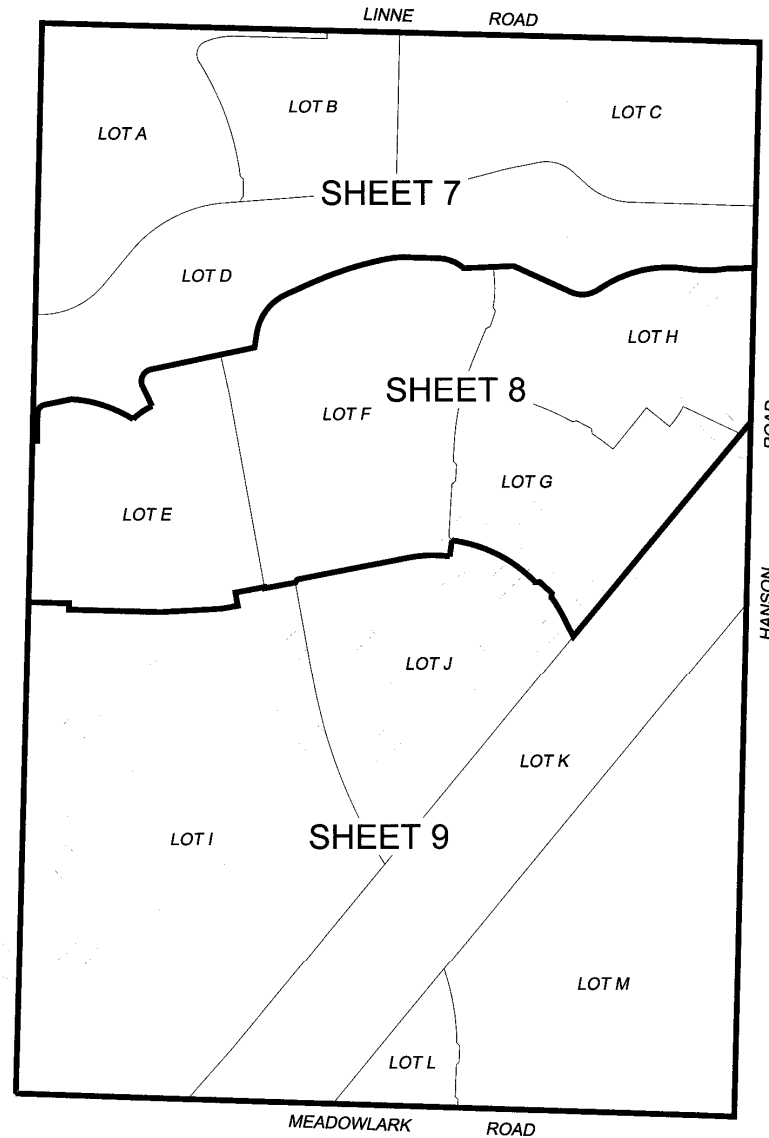 LINNE ROAD
LOT A
LOT B
LOT C
SHEET 7
LOT D
LOT H
SHEET 8
LOT F
LOT G
LOT E
HANSON ROAD
LOT J
LOT K
LOT I
SHEET 9
LOT M
LOT L
MEADOWLARK ROAD